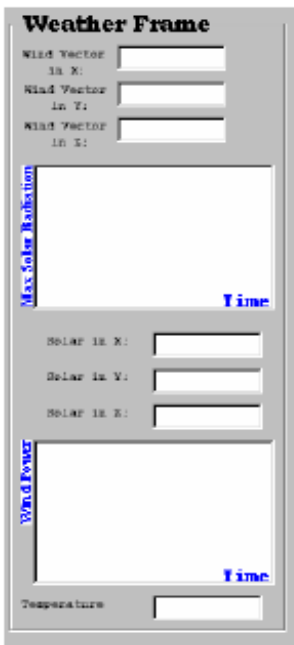 Weather Frame
Wind Vector
in X:
Wind Vector
in Y:
Wind Vector
in Z:
Max Solar Radiation
Time
Solar in X:
Solar in Y:
Solar in Z:
Wind Power
Time
Temperature